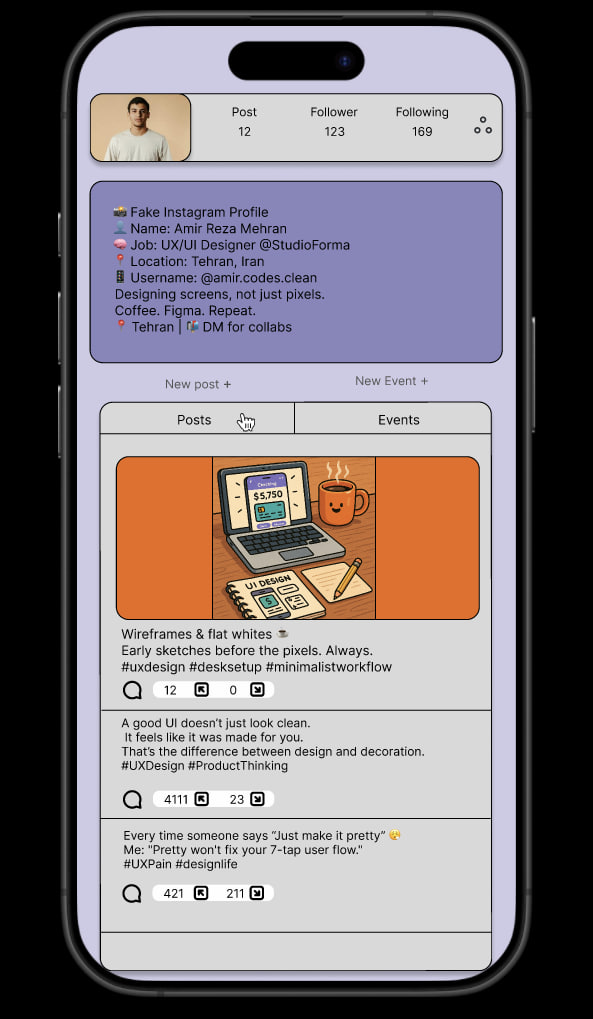 Post
Follower
Following
12
123
169
📸 Fake Instagram Profile
👤 Name: Amir Reza Mehran
🧠 Job: UX/UI Designer @StudioForma
📍 Location: Tehran, Iran
📱 Username: @amir.codes.clean
Designing screens, not just pixels.
Coffee. Figma. Repeat.
📍 Tehran | 📬 DM for collabs
New post +
New Event +
Posts
Events
$5,750
UI DESIGN
$
Wireframes & flat whites ☕
Early sketches before the pixels. Always.
#uxdesign #desksetup #minimalistworkflow
12
0
A good UI doesn’t just look clean.
It feels like it was made for you.
That’s the difference between design and decoration.
#UXDesign #ProductThinking
4111
23
Every time someone says “Just make it pretty” 😮‍💨
Me: "Pretty won't fix your 7-tap user flow."
#UXPain #designlife
421
211